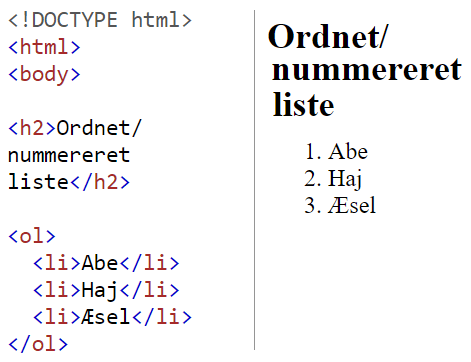 <!DOCTYPE html>
<html>
<body>
<h2>Ordnet/
nummereret
liste</h2>
<ol>
<li>Abe</li>
<li>Haj</li>
<li>Æsel</li>
</ol>
Ordnet/
nummereret
liste
1. Abe
2. Haj
3. Æsel